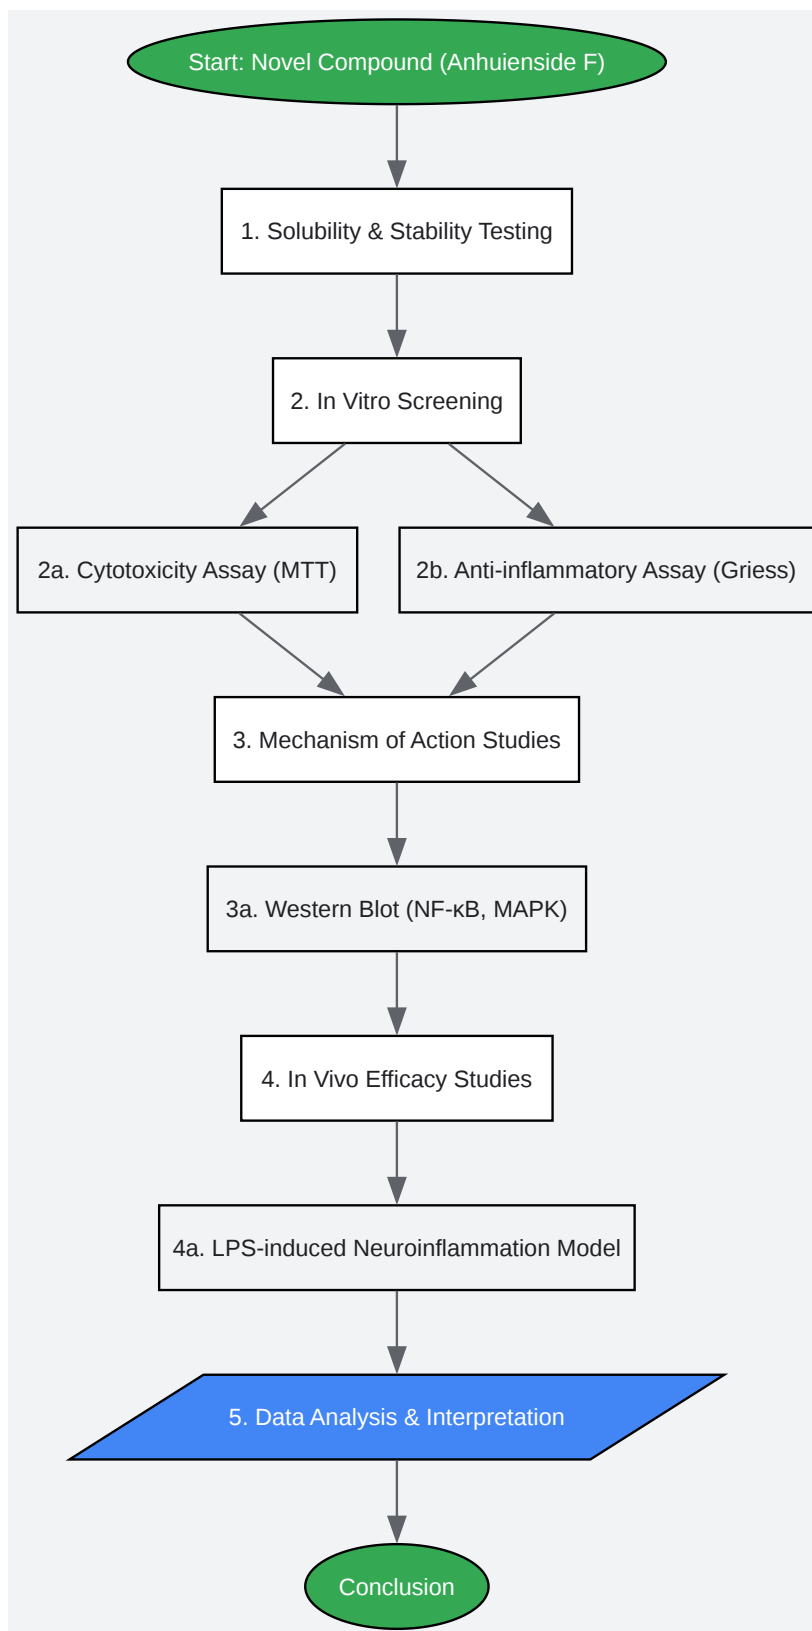 Start: Novel Compound (Anhuienside F)
1. Solubility & Stability Testing
2. In Vitro Screening
2a. Cytotoxicity Assay (MTT)
2b. Anti-inflammatory Assay (Griess)
3. Mechanism of Action Studies
3a. Western Blot (NF-κB, MAPK)
4. In Vivo Efficacy Studies
4a. LPS-induced Neuroinflammation Model
5. Data Analysis & Interpretation
Conclusion